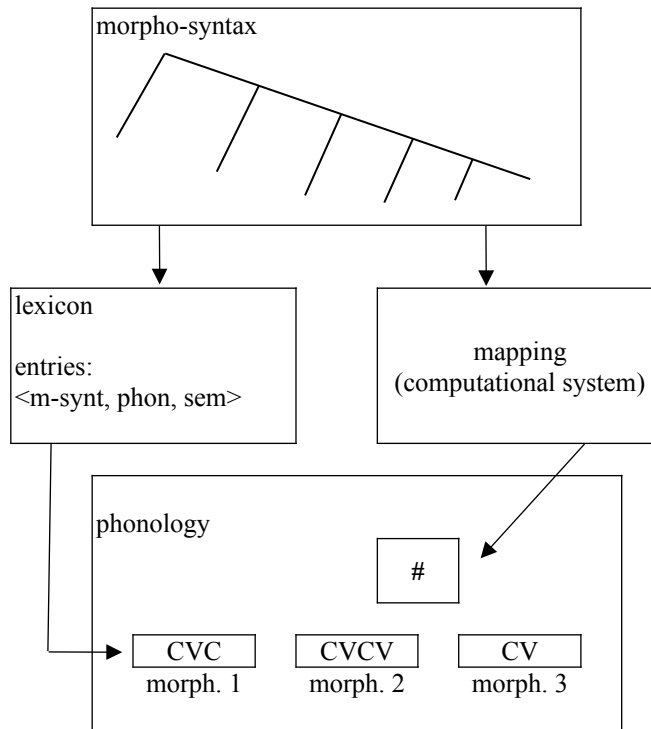 morpho-syntax
lexicon
entries:
<m-synt, phon, sem>
mapping
(computational system)
phonology
#
CVC
CVCV
CV
morph. 1
morph. 2
morph. 3